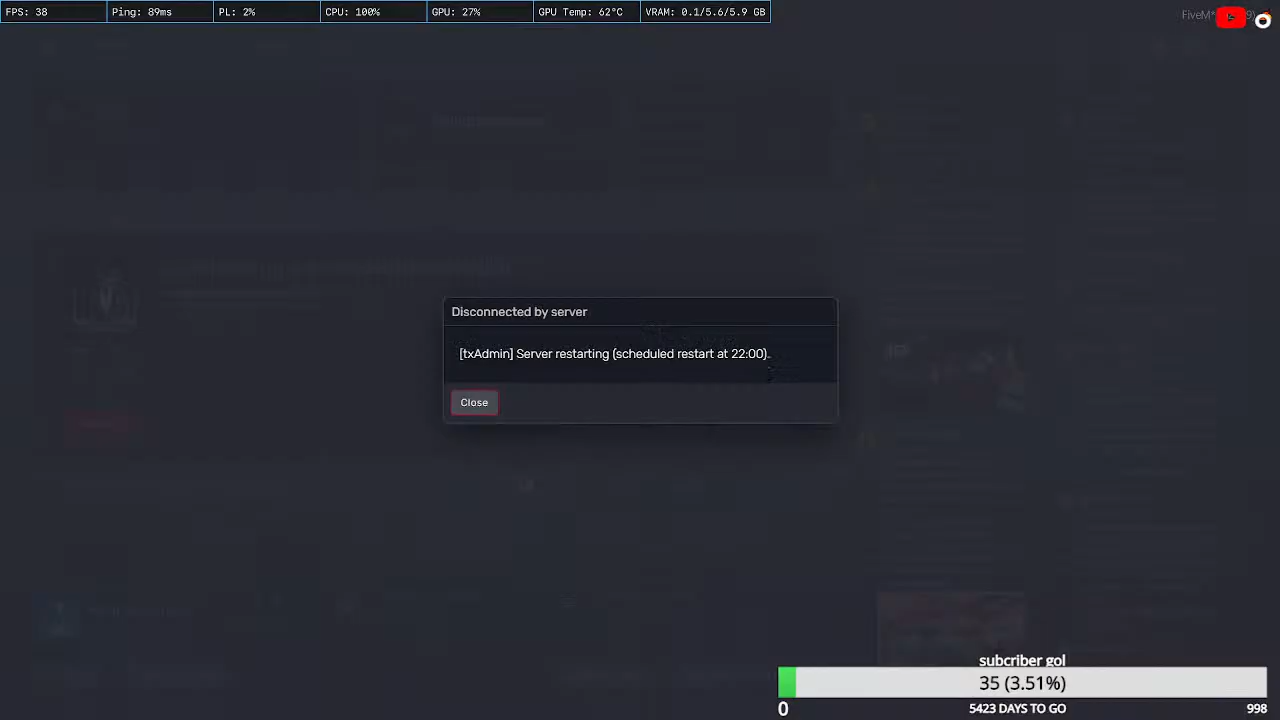 FPS: 38 Ping: 89ms PL: 2% CPU: 100% GPU: 27% GPU Temp: 62°C VRAM: 0.1/5.6/5.9 GB
FiveM*
Disconnected by server
[txAdmin] Server restarting (scheduled restart at 22:00).
Close
subcriber gol
35 (3.51%)
0 5423 DAYS TO GO 998